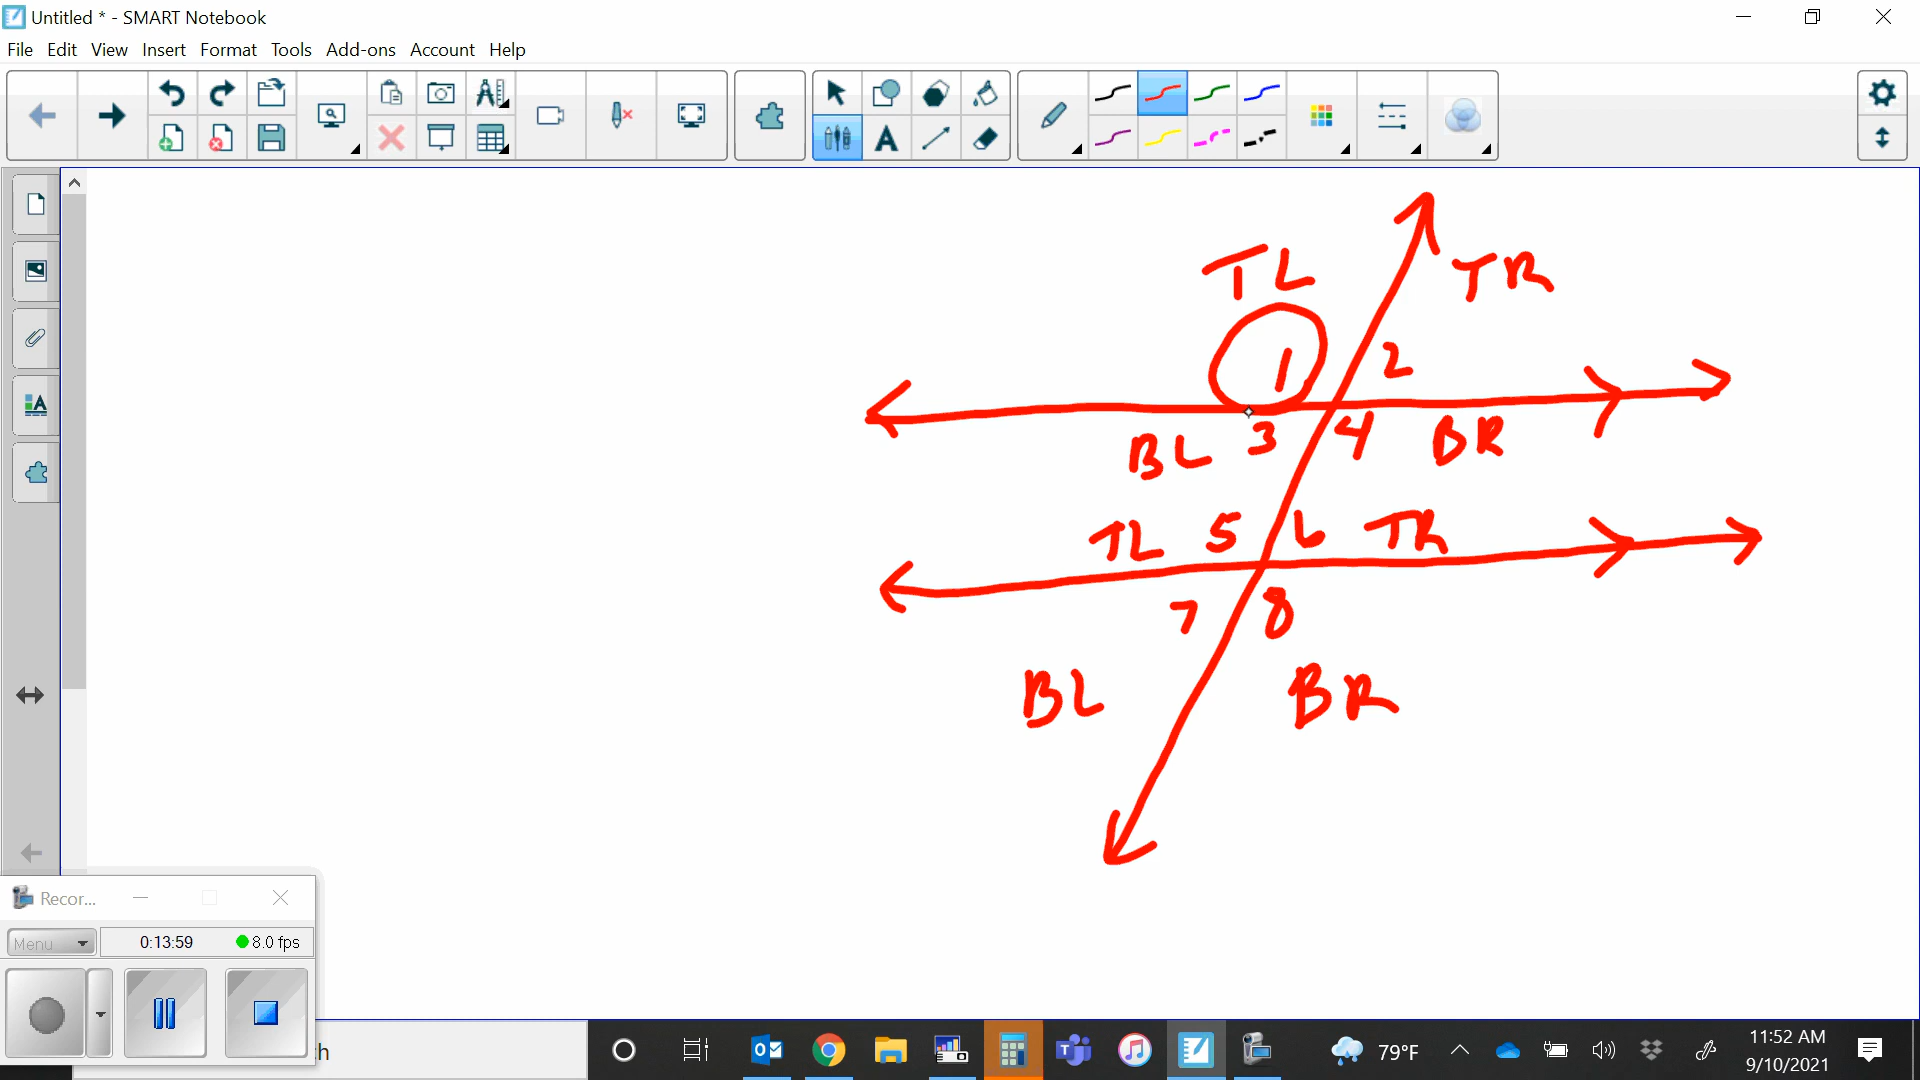 Untitled * - SMART Notebook
File Edit View Insert Format Tools Add-ons Account Help
A
A
TL TR
1 2
BL 3 4 BR
TL 5 6 TR
7 8
BL BR
Recor...
Menu 0:13:59 8.0 fps
h
79°F
11:52 AM
9/10/2021